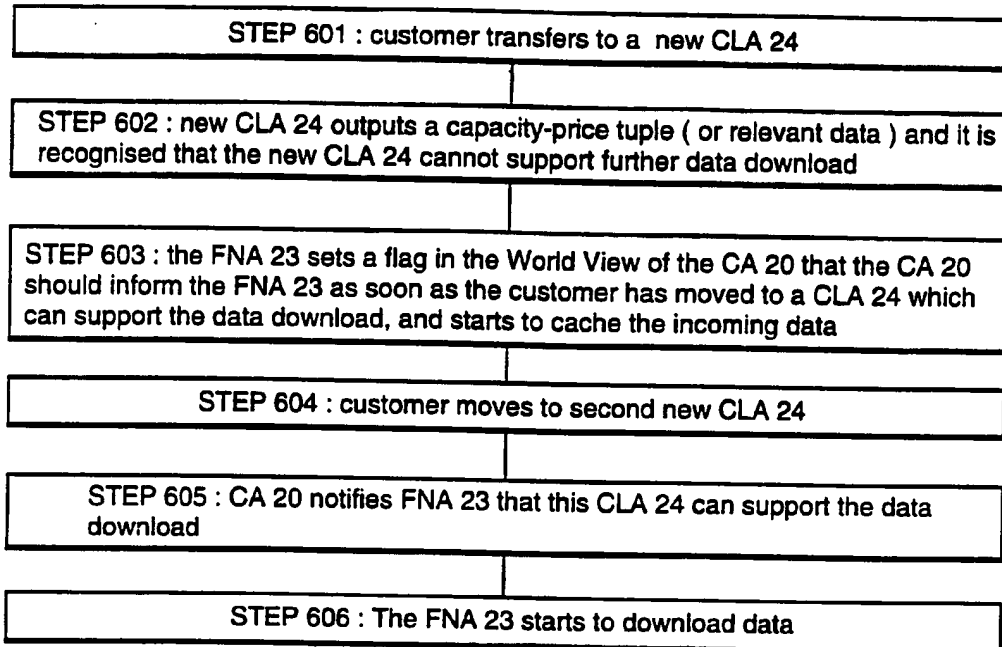 STEP 601 : customer transfers to a new CLA 24
STEP 602 : new CLA 24 outputs a capacity-price tuple ( or relevant data ) and it is
recognised that the new CLA 24 cannot support further data download
STEP 603 : the FNA 23 sets a flag in the World View of the CA 20 that the CA 20
should inform the FNA 23 as soon as the customer has moved to a CLA 24 which
can support the data download, and starts to cache the incoming data
STEP 604 : customer moves to second new CLA 24
STEP 605 : CA 20 notifies FNA 23 that this CLA 24 can support the data
download
STEP 606 : The FNA 23 starts to download data